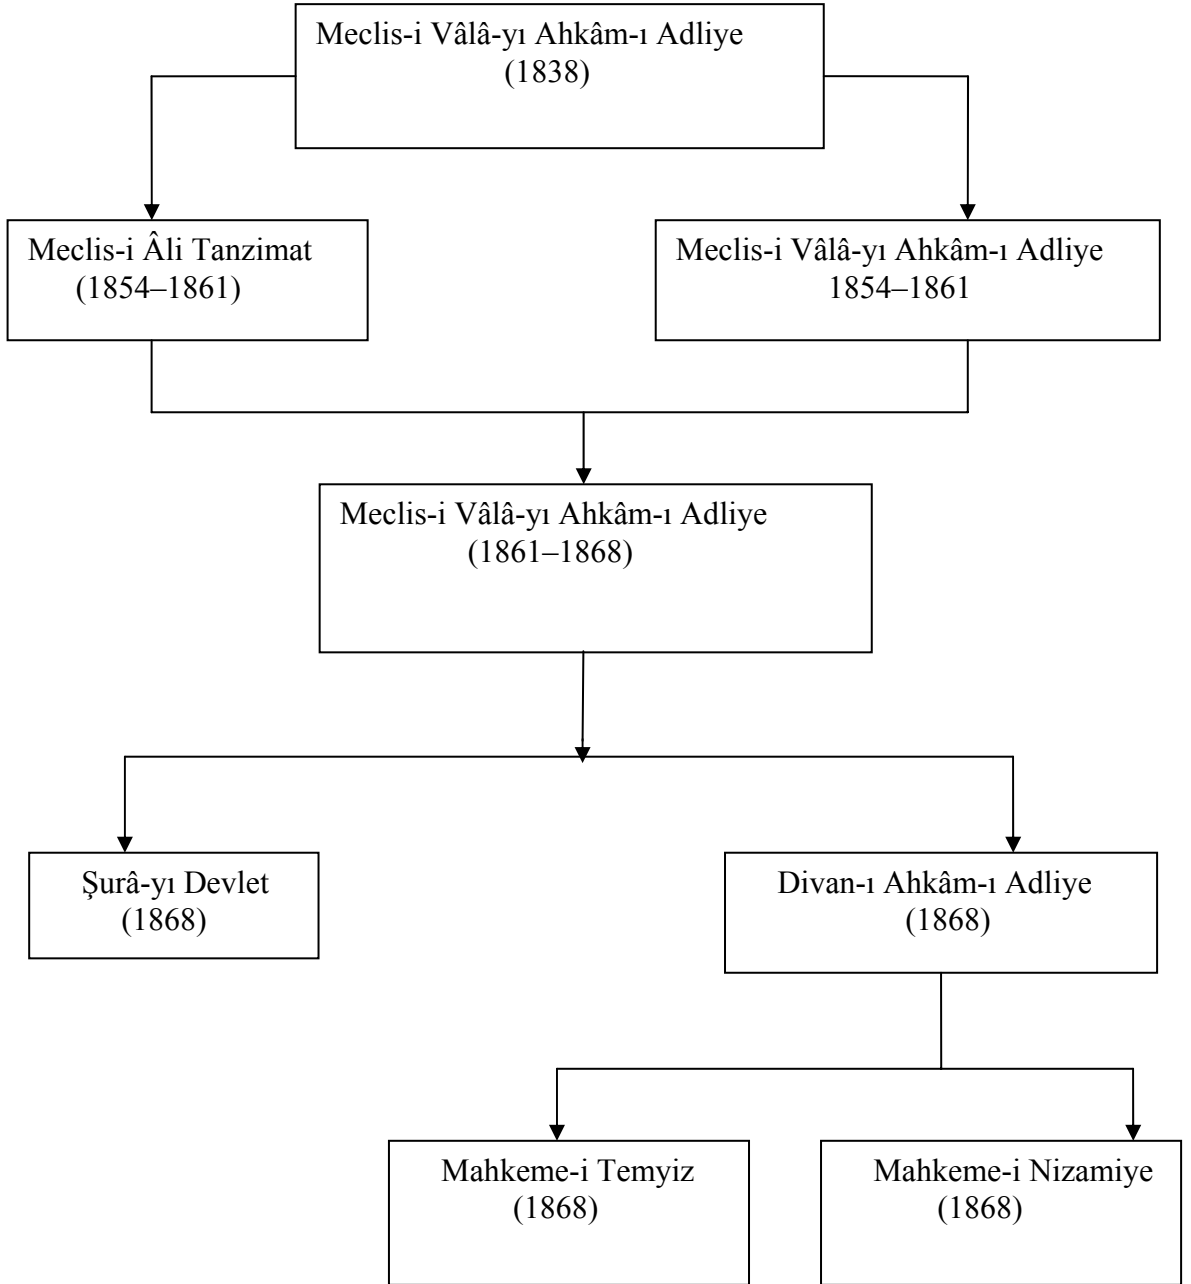 Meclis-i Vâlâ-yı Ahkâm-ı Adliye
(1838)
Meclis-i Âli Tanzimat
(1854–1861)
Meclis-i Vâlâ-yı Ahkâm-ı Adliye
1854–1861
Meclis-i Vâlâ-yı Ahkâm-ı Adliye
(1861–1868)
Şurâ-yı Devlet
(1868)
Divan-ı Ahkâm-ı Adliye
(1868)
Mahkeme-i Temyiz
(1868)
Mahkeme-i Nizamiye
(1868)